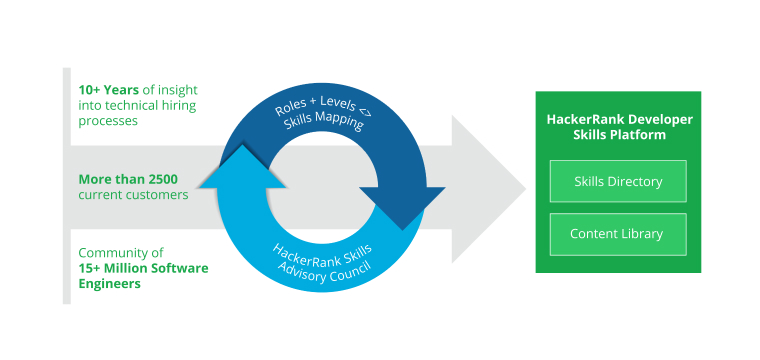 10+ Years of insight
into technical hiring
processes
More than 2500
current customers
Community of
15+ Million Software
Engineers
Roles + Levels <>
Skills Mapping
HackerRank Skills
Advisory Council
HackerRank Developer
Skills Platform
Skills Directory
Content Library